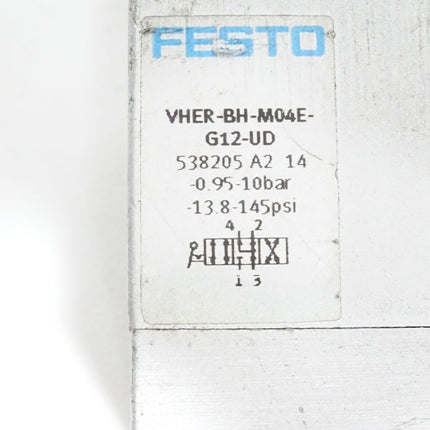 FESTO
VHER-BH-M04E-
G12-UD
538205 A2 14
-0.95-10bar
-13.8-145psi
4 2
1 3